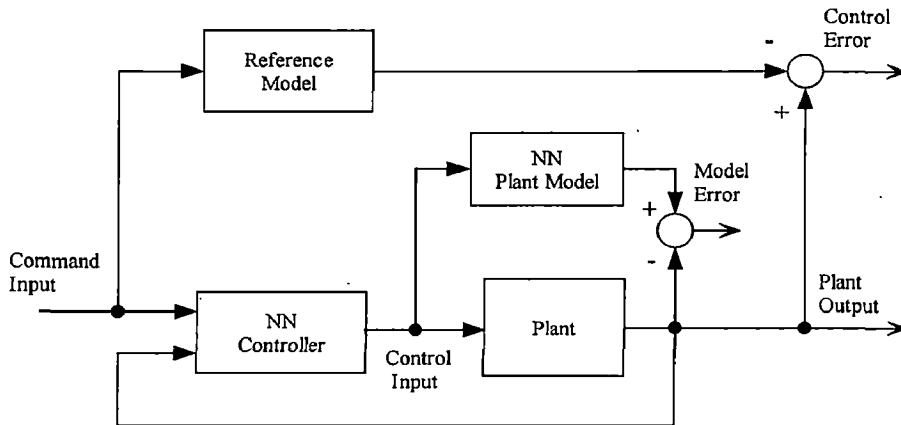 Control
Error
-
Reference
Model
+
NN
Plant Model
Model
Error
+
-
Command
Input
NN
Controller
Control
Input
Plant
Plant
Output